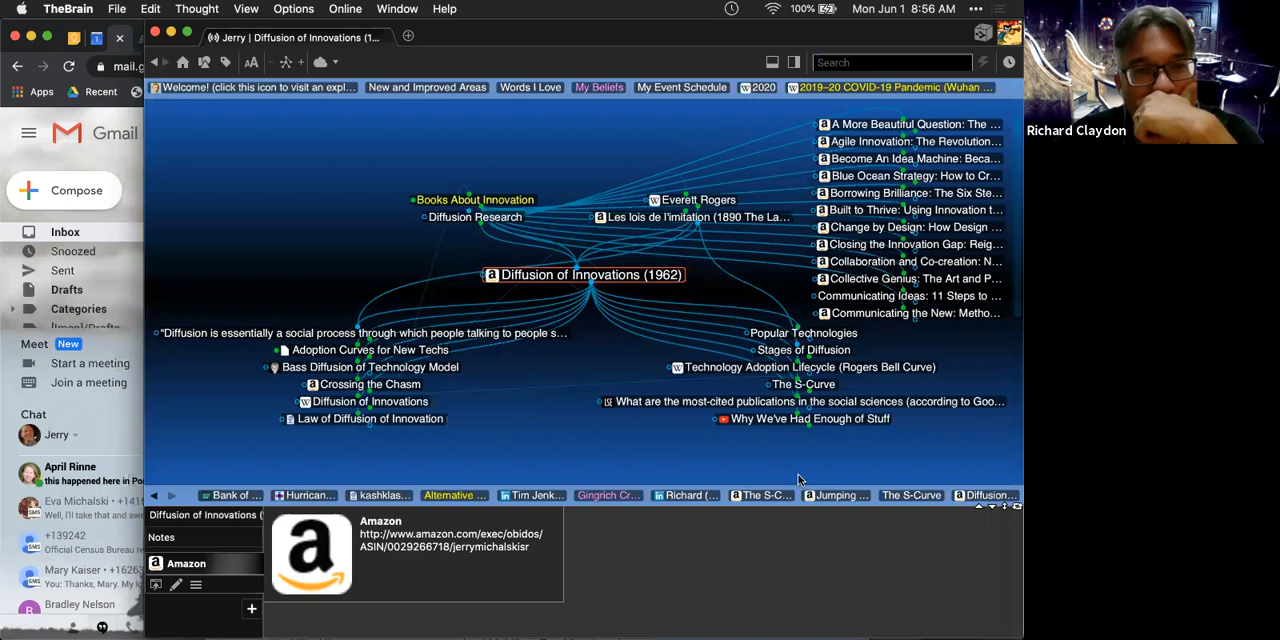 TheBrain File Edit Thought View Options Online Window Help
100% Mon Jun 1 8:56 AM
Jerry | Diffusion of Innovations (1...
mail.g
Apps Recent
Search
Welcome! (click this icon to visit an expl... New and Improved Areas Words I Love My Beliefs My Event Schedule 2020 2019–20 COVID-19 Pandemic (Wuhan ...
Gmail
Compose
Inbox
Snoozed
Sent
Drafts
Categories
[Imap]/Drafts
Meet New
Start a meeting
Join a meeting
Chat
Jerry
April Rinne
this happened here in Po
Eva Michalski • +141
Well, I'll take that and awo
+139242
Official Census Bureau re
Mary Kaiser • +1626
You: Thanks, Mary. My
Bradley Nelson
Books About Innovation
Diffusion Research
Everett Rogers
Les lois de l'imitation (1890 The La...
Diffusion of Innovations (1962)
A More Beautiful Question: The ...
Agile Innovation: The Revolution...
Become An Idea Machine: Beca...
Blue Ocean Strategy: How to Cr...
Borrowing Brilliance: The Six Ste...
Built to Thrive: Using Innovation t...
Change by Design: How Design ...
Closing the Innovation Gap: Reig...
Collaboration and Co-creation: N...
Collective Genius: The Art and P...
Communicating Ideas: 11 Steps to ...
Communicating the New: Metho...
"Diffusion is essentially a social process through which people talking to people s...
Adoption Curves for New Techs
Bass Diffusion of Technology Model
Crossing the Chasm
Diffusion of Innovations
Law of Diffusion of Innovation
Popular Technologies
Stages of Diffusion
Technology Adoption Lifecycle (Rogers Bell Curve)
The S-Curve
What are the most-cited publications in the social sciences (according to Goo...
Why We've Had Enough of Stuff
Bank of ... Hurrican... kashklas... Alternative ... Tim Jenk... Gingrich Cr... Richard (... The S-C... Jumping ... The S-Curve Diffusion...
Diffusion of Innovations (
Notes
Amazon
Amazon
http://www.amazon.com/exec/obidos/
ASIN/0029266718/jerrymichalskisr
Richard Claydon